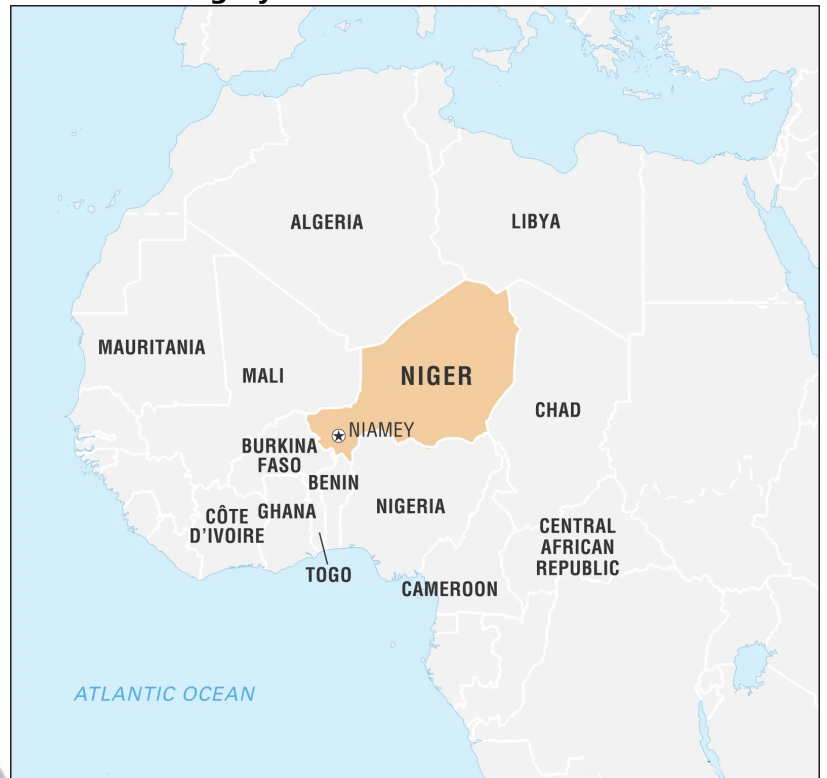 ALGERIA
LIBYA
MAURITANIA
MALI
NIGER
CHAD
NIAMEY
BURKINA
FASO
BENIN
NIGERIA
GHANA
CÔTE
D'IVOIRE
TOGO
CENTRAL
AFRICAN
REPUBLIC
CAMEROON
ATLANTIC OCEAN